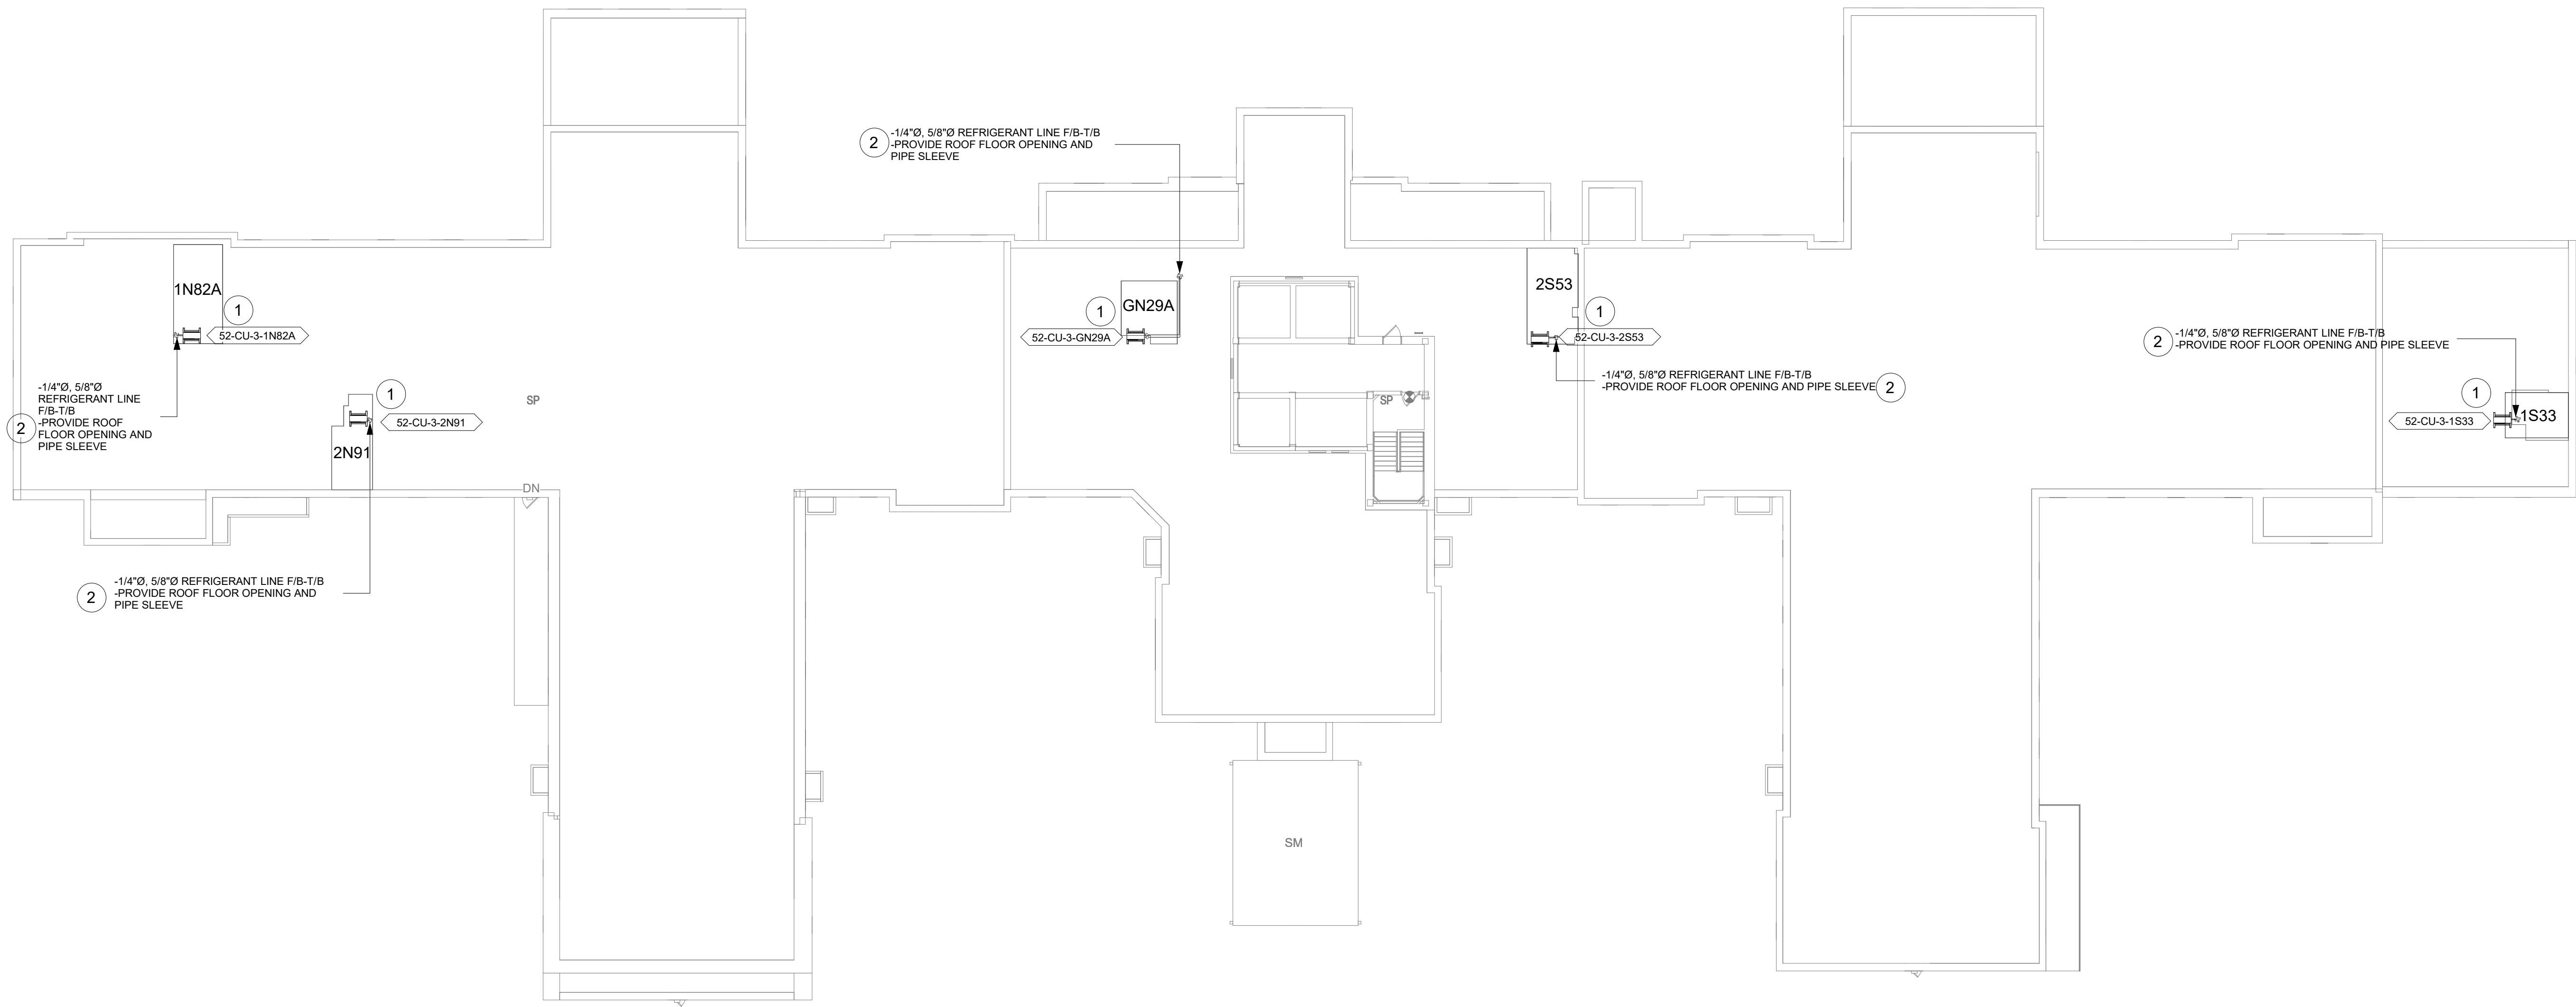 2
-1/4"Ø, 5/8"Ø REFRIGERANT LINE F/B-T/B
-PROVIDE ROOF FLOOR OPENING AND
PIPE SLEEVE
1N82A
1
52-CU-3-1N82A
-1/4"Ø, 5/8"Ø
REFRIGERANT LINE
F/B-T/B
-PROVIDE ROOF
FLOOR OPENING AND
PIPE SLEEVE
2
1
52-CU-3-2N91
2N91
SP
DN
2
-1/4"Ø, 5/8"Ø REFRIGERANT LINE F/B-T/B
-PROVIDE ROOF FLOOR OPENING AND
PIPE SLEEVE
GN29A
1
52-CU-3-GN29A
SP
SM
2S53
1
52-CU-3-2S53
-1/4"Ø, 5/8"Ø REFRIGERANT LINE F/B-T/B
-PROVIDE ROOF FLOOR OPENING AND PIPE SLEEVE
2
2
-1/4"Ø, 5/8"Ø REFRIGERANT LINE F/B-T/B
-PROVIDE ROOF FLOOR OPENING AND PIPE SLEEVE
1
52-CU-3-1S33
1S33